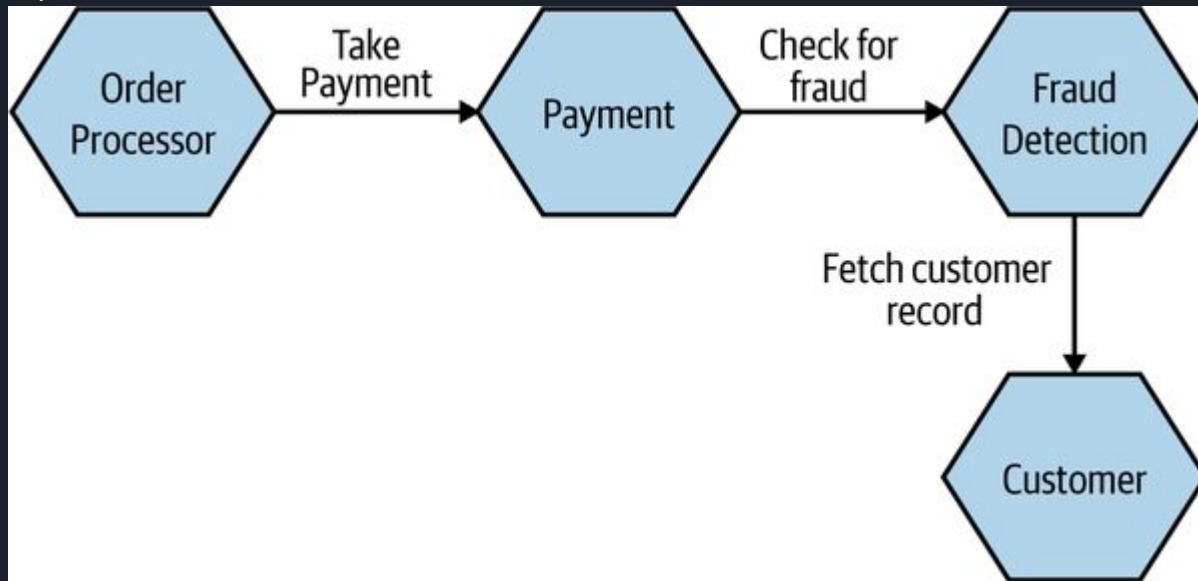 Order
Processor
Take
Payment
Payment
Check for
fraud
Fraud
Detection
Fetch customer
record
Customer